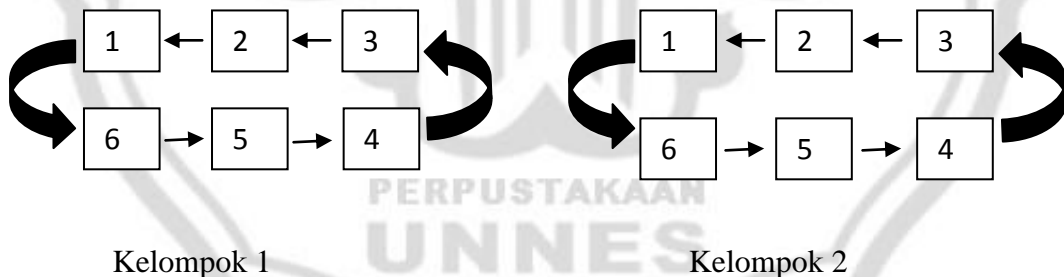 1 2 3 1 2 3
6 5 4 6 5 4
PERPUSTAKAAN
UNNES
Kelompok 1 Kelompok 2